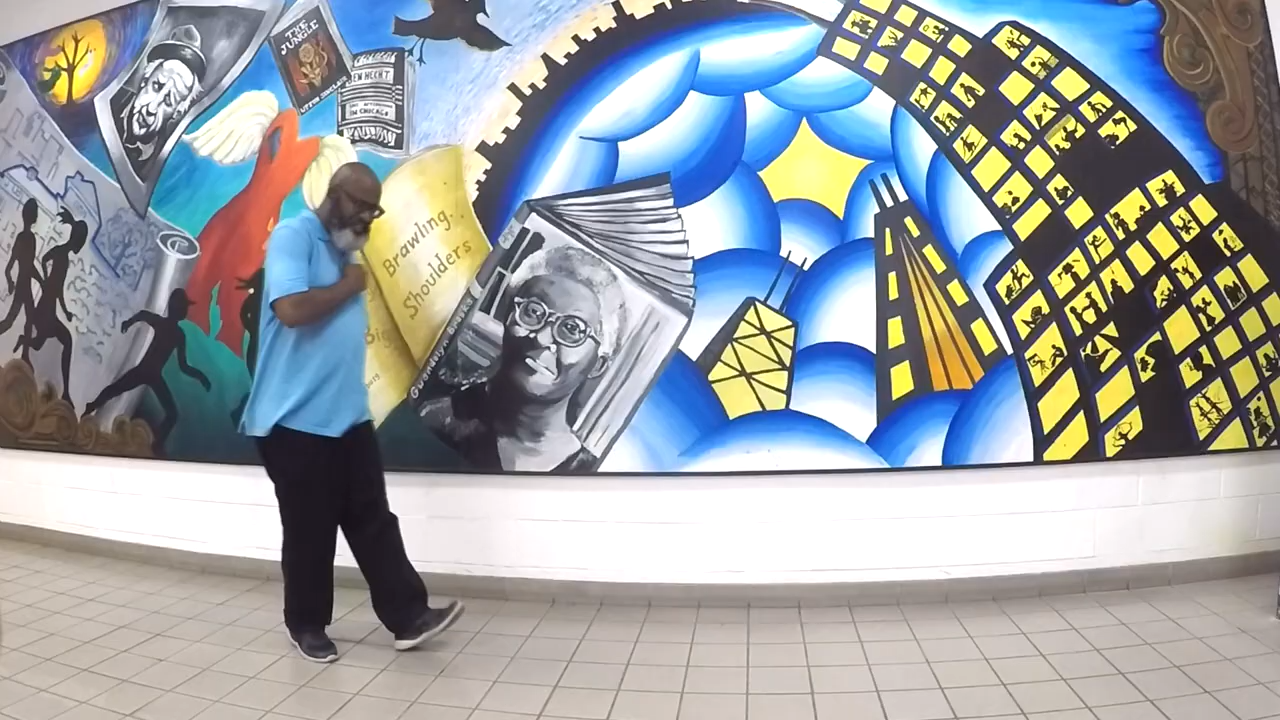 THE
JUNGLE
UPTON SINCLAIR
BEN HECHT
IN CHICAGO
Brawling.
Shoulders
Big
Gwendolyn Brooks